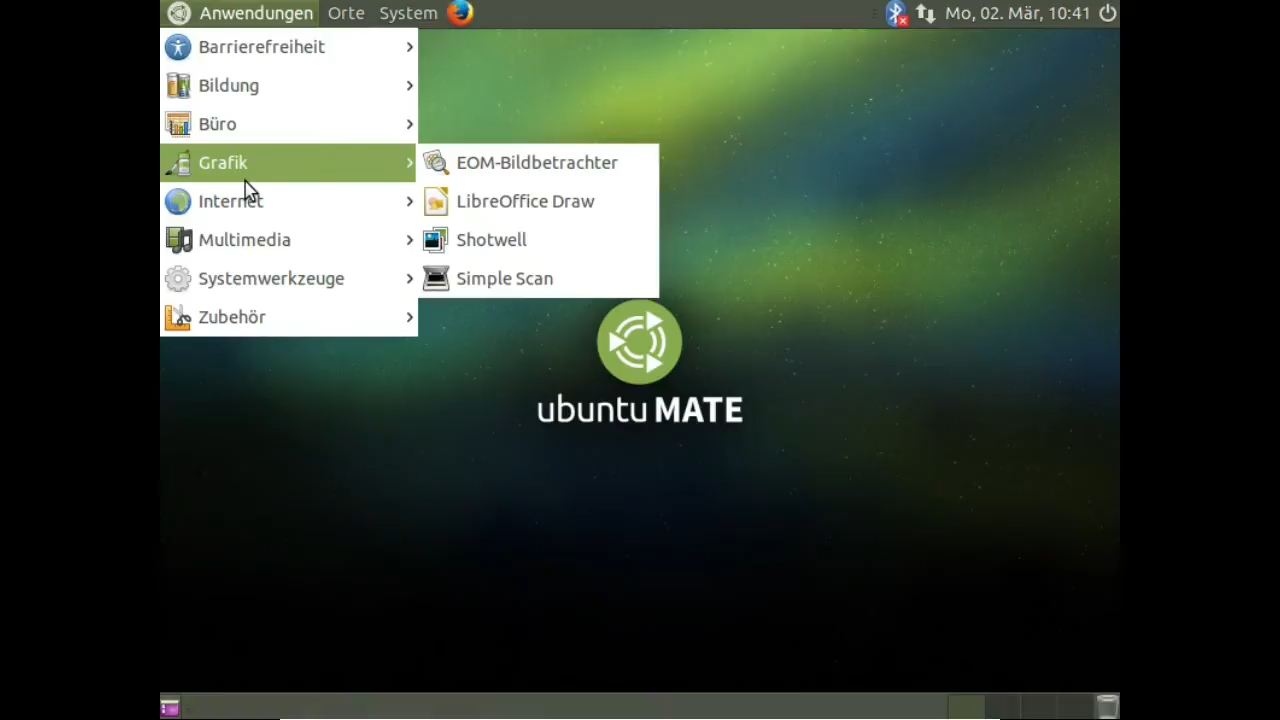 Anwendungen Orte System Mo, 02. Mär, 10:41
Barrierefreiheit
Bildung
Büro
Grafik
Internet
Multimedia
Systemwerkzeuge
Zubehör
EOM-Bildbetrachter
LibreOffice Draw
Shotwell
Simple Scan
ubuntu MATE